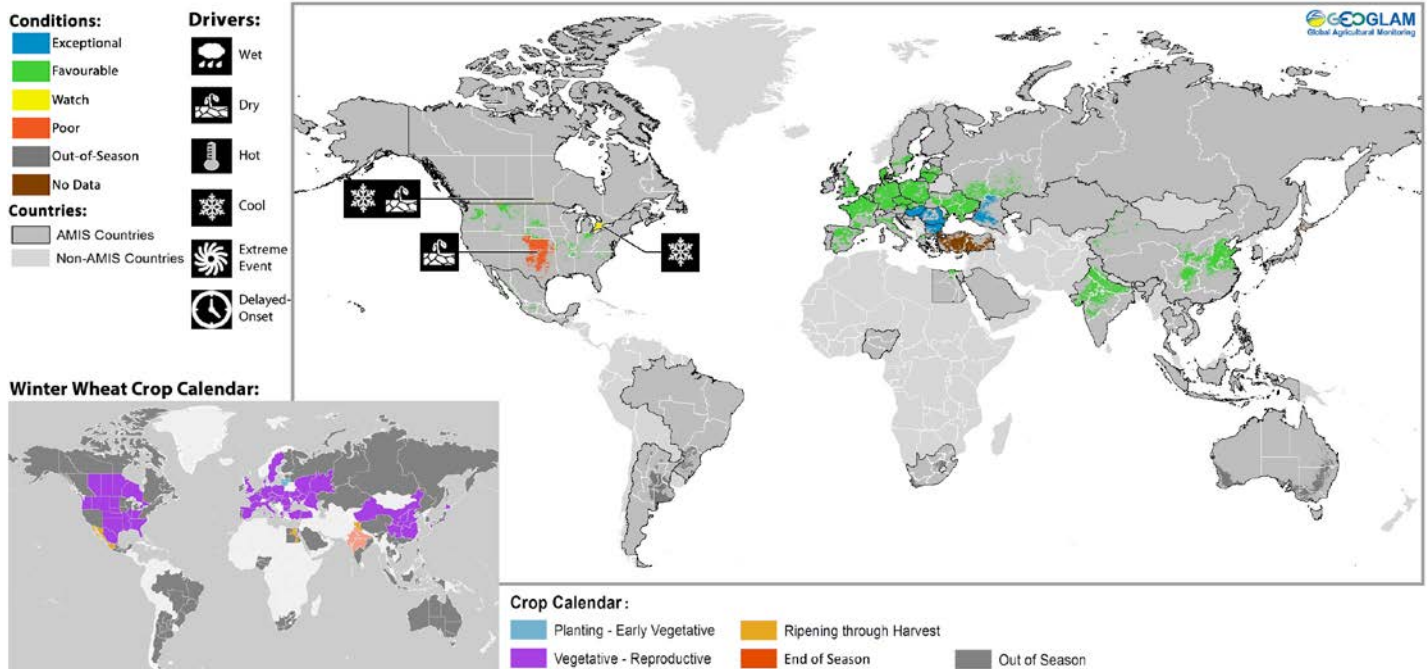 Conditions:
Exceptional
Favourable
Watch
Poor
Out-of-Season
No Data
Countries:
AMIS Countries
Non-AMIS Countries
Drivers:
Wet
Dry
Hot
Cool
Extreme
Event
Delayed-
Onset
GEOGLAM
Global Agricultural Monitoring
Winter Wheat Crop Calendar:
Crop Calendar :
Planting - Early Vegetative
Vegetative - Reproductive
Ripening through Harvest
End of Season
Out of Season